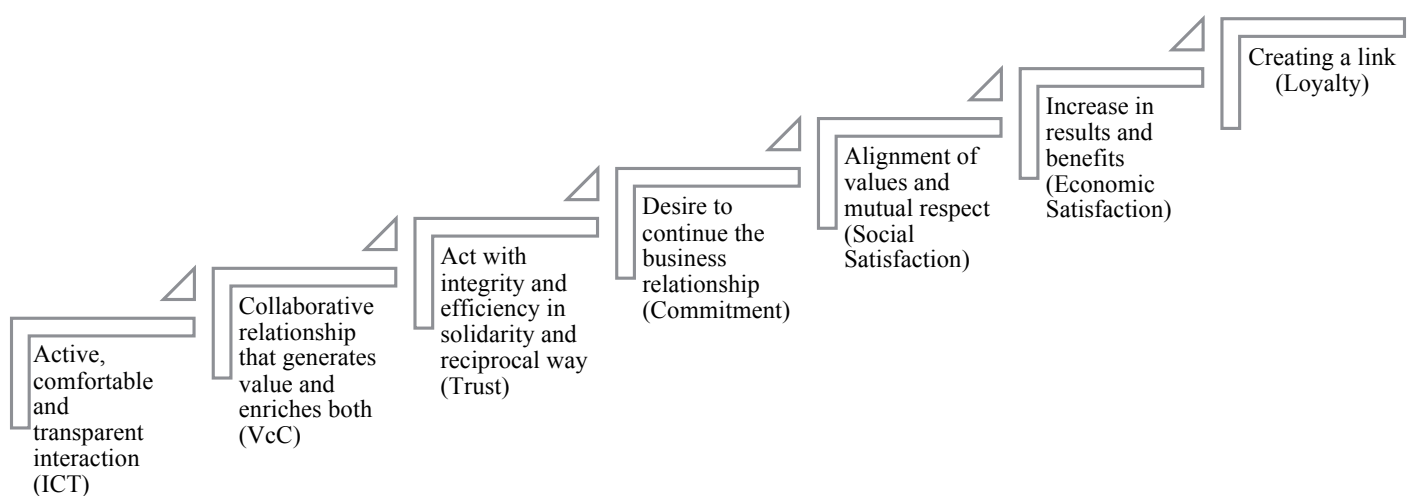 Active,
comfortable
and
transparent
interaction
(ICT)
Collaborative
relationship
that generates
value and
enriches both
(VcC)
Act with
integrity and
efficiency in
solidarity and
reciprocal way
(Trust)
Desire to
continue the
business
relationship
(Commitment)
Alignment of
values and
mutual respect
(Social
Satisfaction)
Increase in
results and
benefits
(Economic
Satisfaction)
Creating a link
(Loyalty)